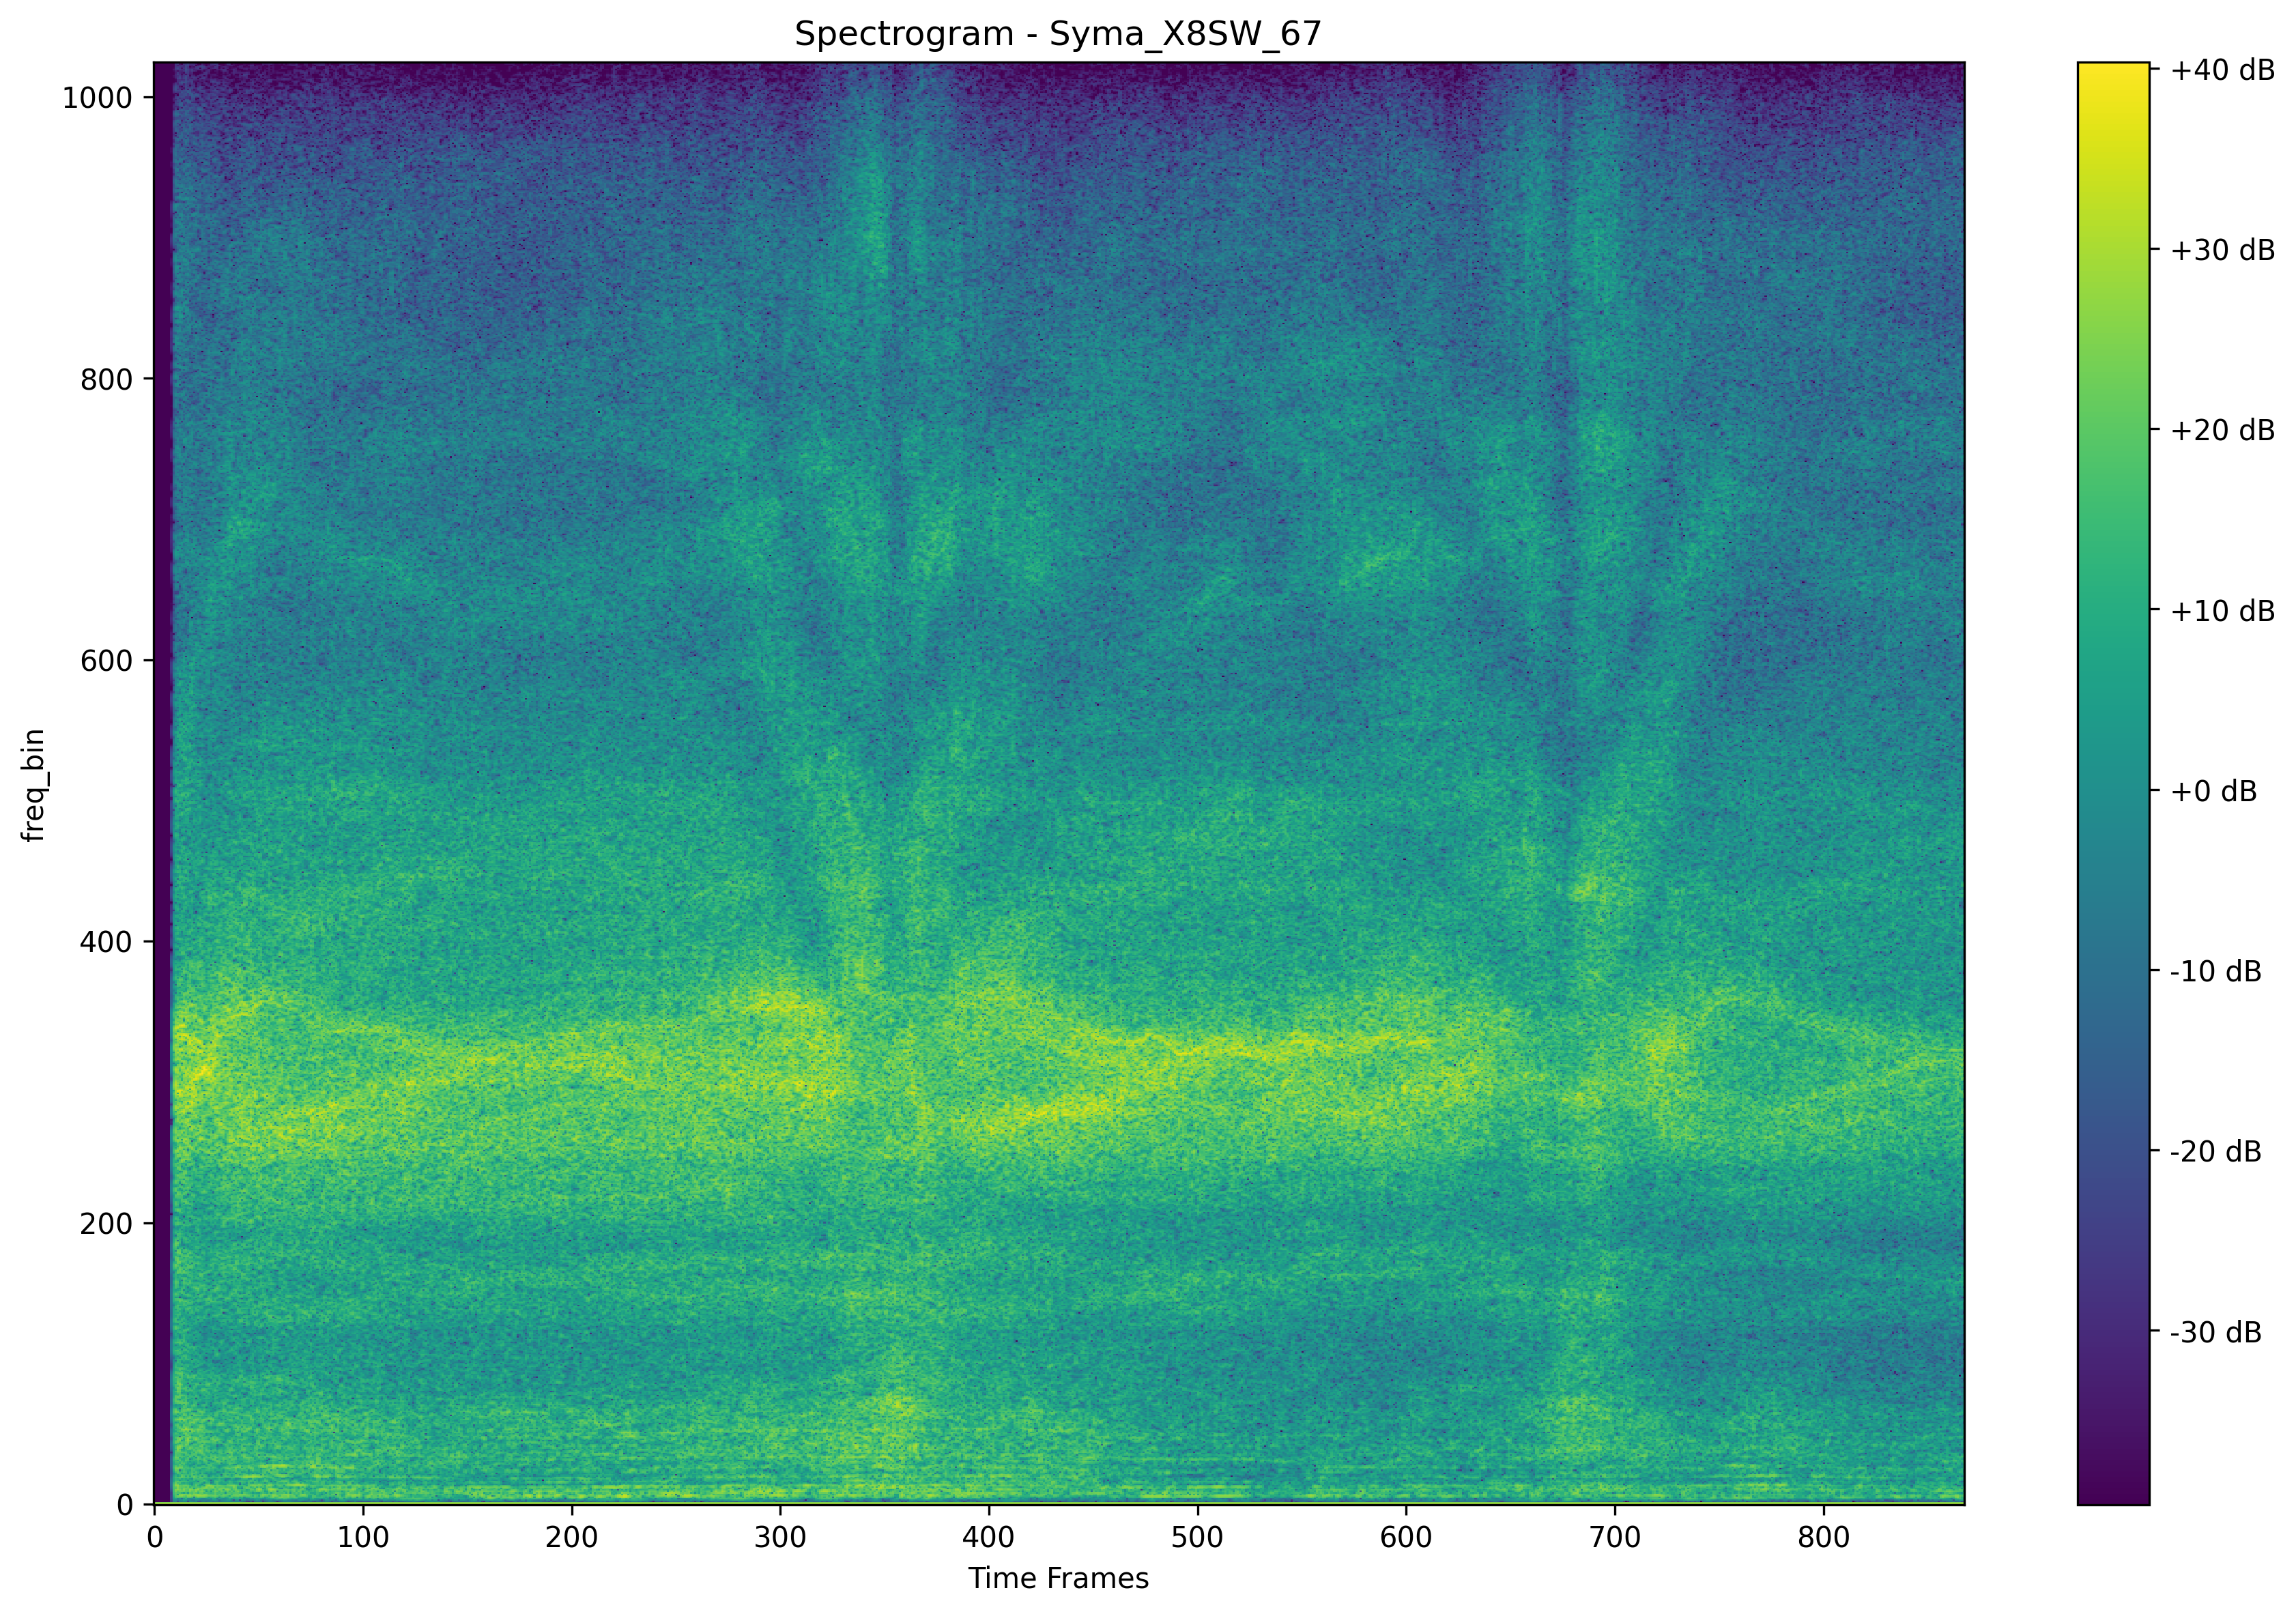 Spectrogram - Syma_X8SW_67
freq_bin
1000
800
600
400
200
0
0 100 200 300 400 500 600 700 800
Time Frames
+40 dB
+30 dB
+20 dB
+10 dB
+0 dB
-10 dB
-20 dB
-30 dB